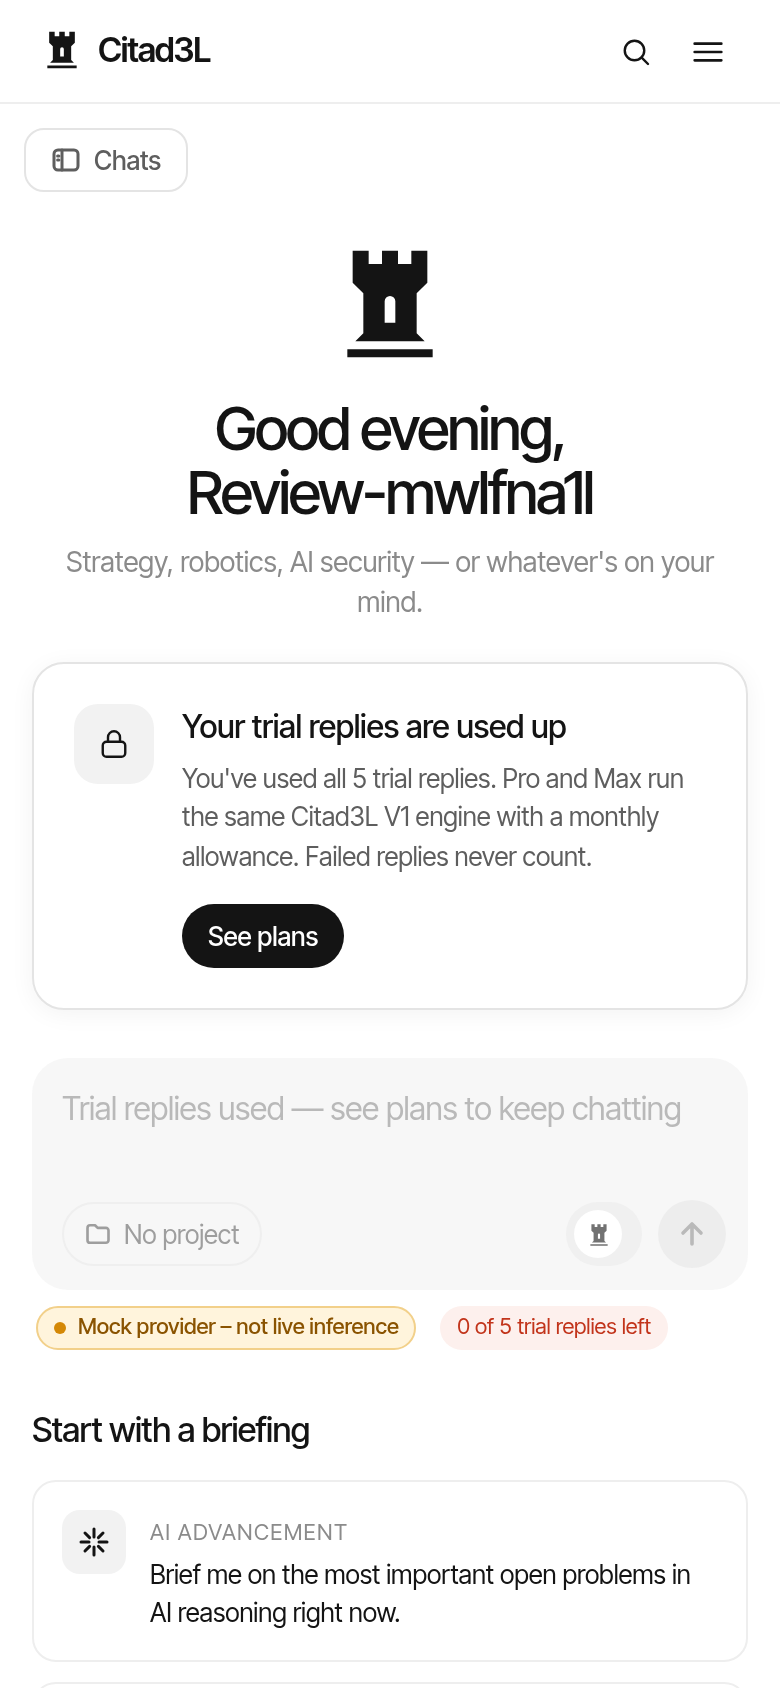 Citad3L
Chats
Good evening,
Review-mwlfna1l
Strategy, robotics, AI security — or whatever's on your
mind.
Your trial replies are used up
You've used all 5 trial replies. Pro and Max run
the same Citad3L V1 engine with a monthly
allowance. Failed replies never count.
See plans
Trial replies used — see plans to keep chatting
No project
Mock provider – not live inference
0 of 5 trial replies left
Start with a briefing
AI ADVANCEMENT
Brief me on the most important open problems in
AI reasoning right now.